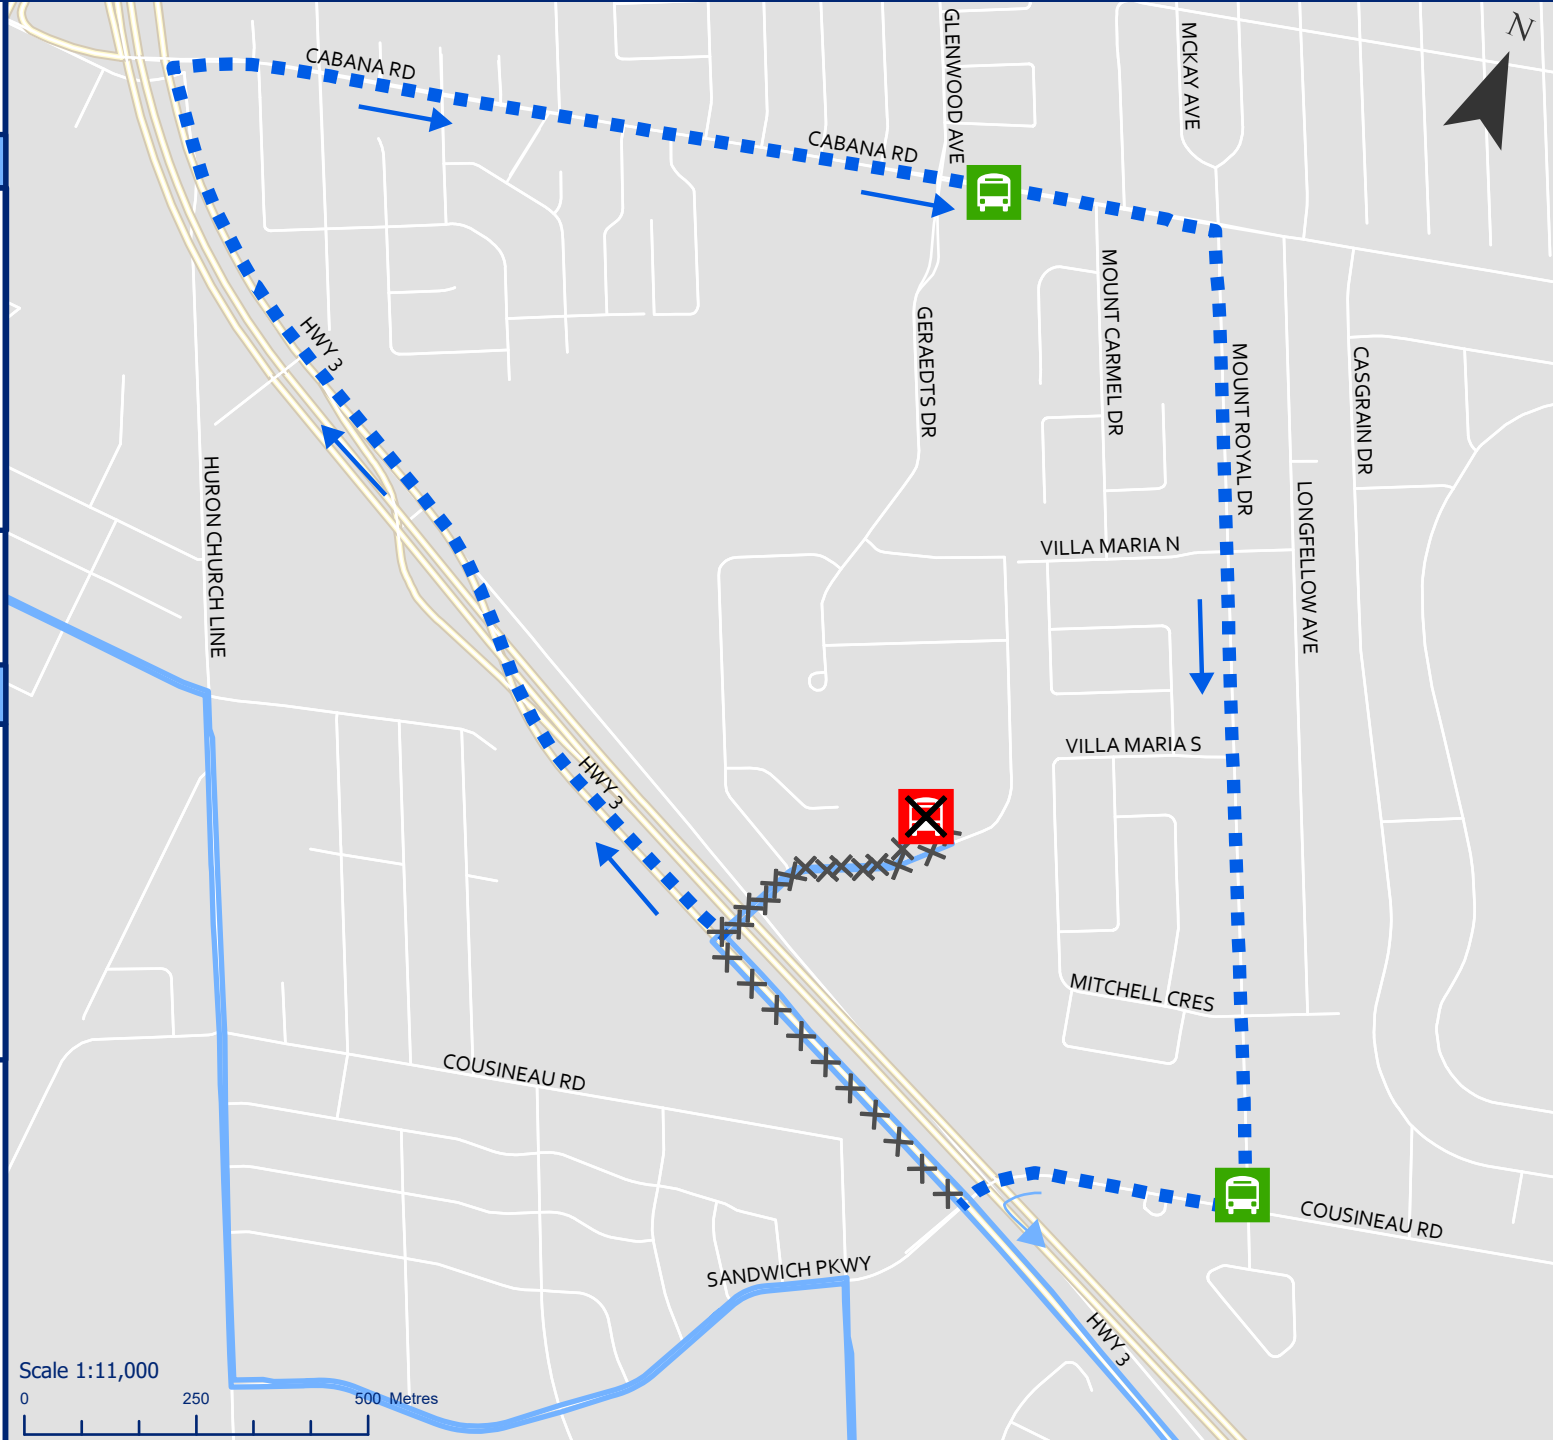 N
CABANA RD
GLENWOOD AVE
MCKAY AVE
CABANA RD
MOUNT CARMEL DR
GERAEDTS DR
HWY 3
MOUNT ROYAL DR
CASGRAIN DR
HURON CHURCH LINE
LONGFELLOW AVE
VILLA MARIA N
VILLA MARIA S
HWY 3
MITCHELL CRES
COUSINEAU RD
COUSINEAU RD
SANDWICH PKWY
HWY 3
Scale 1:11,000
0 250 500 Metres